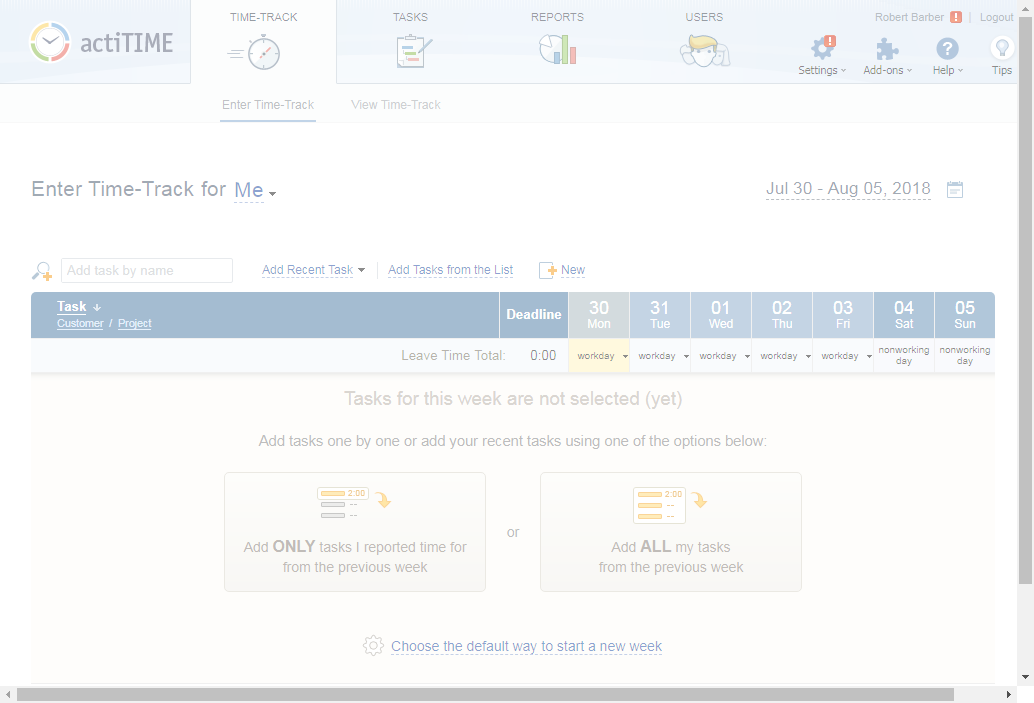 actiTIME
TIME-TRACK
TASKS
REPORTS
USERS
Robert Barber ! | Logout
Settings
Add-ons
Help
Tips
Enter Time-Track
View Time-Track
Enter Time-Track for Me
Jul 30 - Aug 05, 2018
Add task by name
Add Recent Task
Add Tasks from the List
New
Task ↓
Customer / Project
Deadline
30 Mon
31 Tue
01 Wed
02 Thu
03 Fri
04 Sat
05 Sun
Leave Time Total: 0:00
workday
workday
workday
workday
workday
nonworking
day
nonworking
day
Tasks for this week are not selected (yet)
Add tasks one by one or add your recent tasks using one of the options below:
2:00
--
--
Add ONLY tasks I reported time for
from the previous week
or
2:00
--
--
Add ALL my tasks
from the previous week
Choose the default way to start a new week